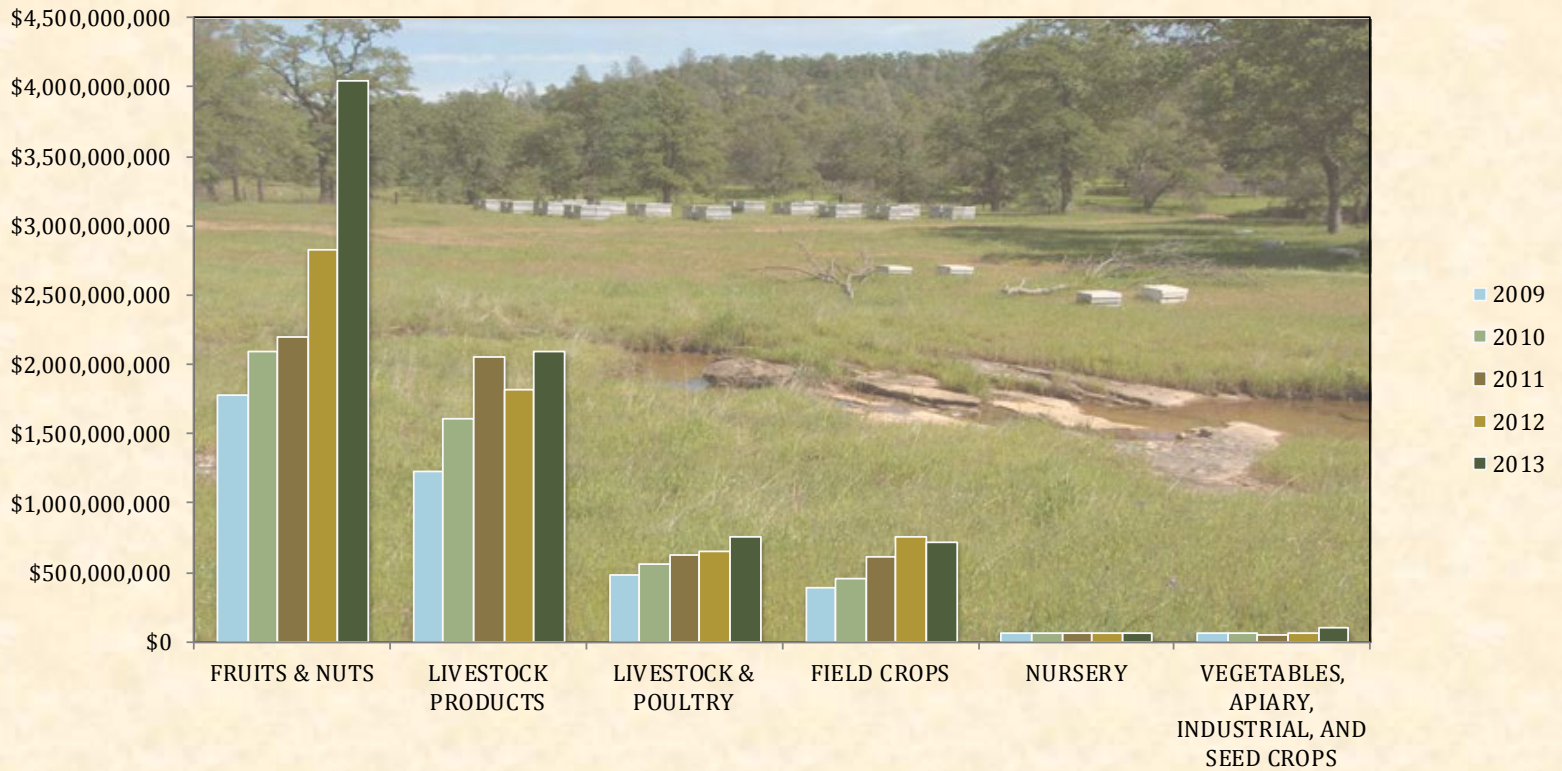 $4,500,000,000
$4,000,000,000
$3,500,000,000
$3,000,000,000
$2,500,000,000
$2,000,000,000
$1,500,000,000
$1,000,000,000
$500,000,000
$0
FRUITS & NUTS
LIVESTOCK
PRODUCTS
LIVESTOCK &
POULTRY
FIELD CROPS
NURSERY
VEGETABLES,
APIARY,
INDUSTRIAL, AND
SEED CROPS
2009
2010
2011
2012
2013